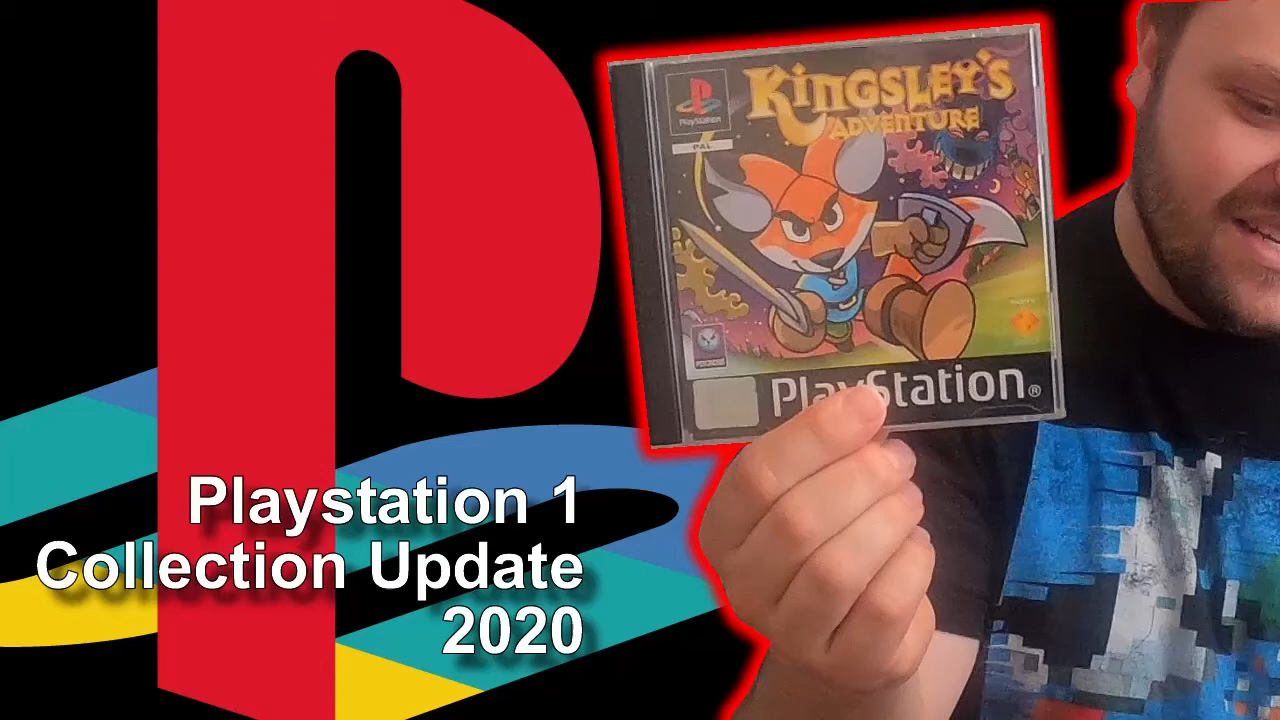 Playstation 1
Collection Update
2020
PlayStation
PAL
KINGSLEY'S
ADVENTURE
PlayStation®